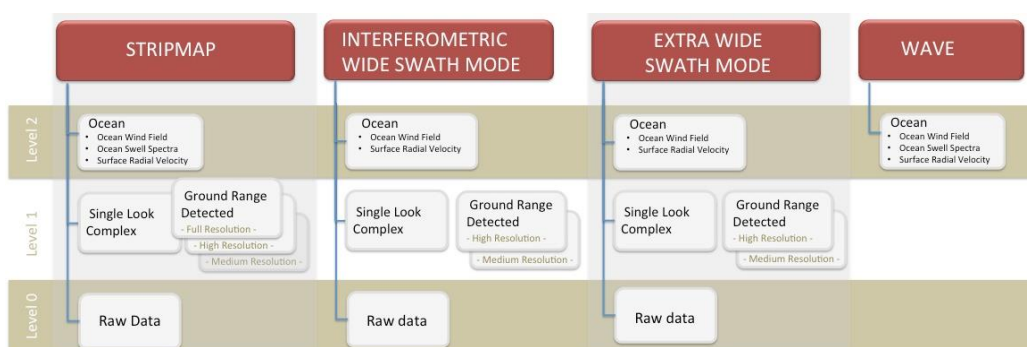 STRIPMAP
INTERFEROMETRIC
WIDE SWATH MODE
EXTRA WIDE
SWATH MODE
WAVE
Level 2
Ocean
• Ocean Wind Field
• Ocean Swell Spectra
• Surface Radial Velocity
Ocean
• Ocean Wind Field
• Surface Radial Velocity
Ocean
• Ocean Wind Field
• Surface Radial Velocity
Ocean
• Ocean Wind Field
• Ocean Swell Spectra
• Surface Radial Velocity
Level 1
Single Look
Complex
Ground Range
Detected
- Full Resolution -
- High Resolution -
- Medium Resolution -
Single Look
Complex
Ground Range
Detected
- High Resolution -
- Medium Resolution -
Single Look
Complex
Ground Range
Detected
- High Resolution -
- Medium Resolution -
Level 0
Raw Data
Raw data
Raw data